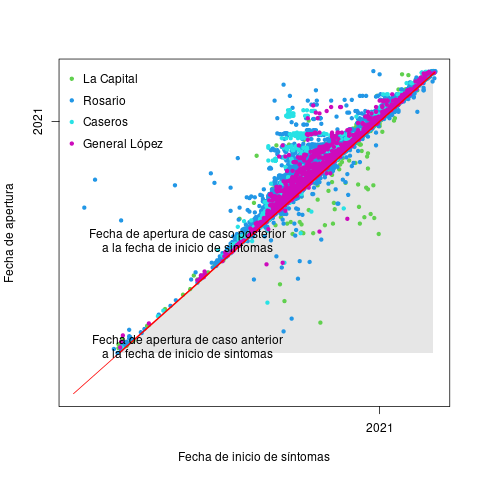 La Capital
Rosario
Caseros
General López
2021
Fecha de apertura
Fecha de apertura de caso posterior
a la fecha de inicio de síntomas
Fecha de apertura de caso anterior
a la fecha de inicio de síntomas
2021
Fecha de inicio de síntomas